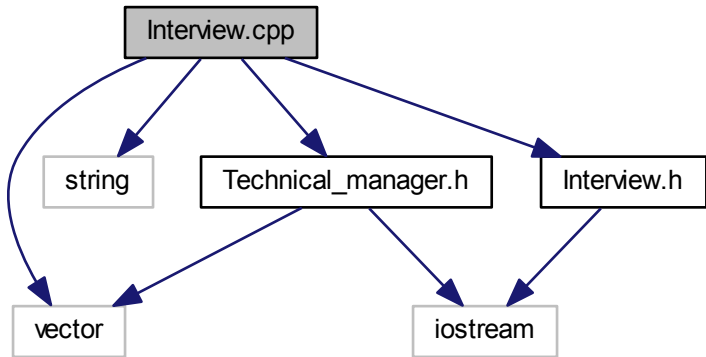 Interview.cpp
string
Technical_manager.h
Interview.h
vector
iostream